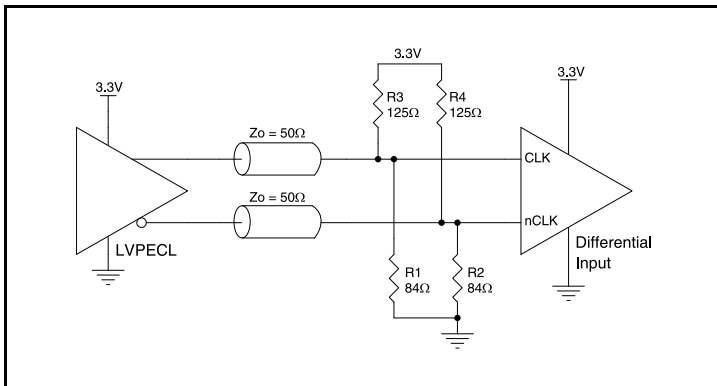 3.3V
3.3V
3.3V
R3
125Ω
R4
125Ω
Zo = 50Ω
CLK
Zo = 50Ω
nCLK
LVPECL
Differential
Input
R1
84Ω
R2
84Ω